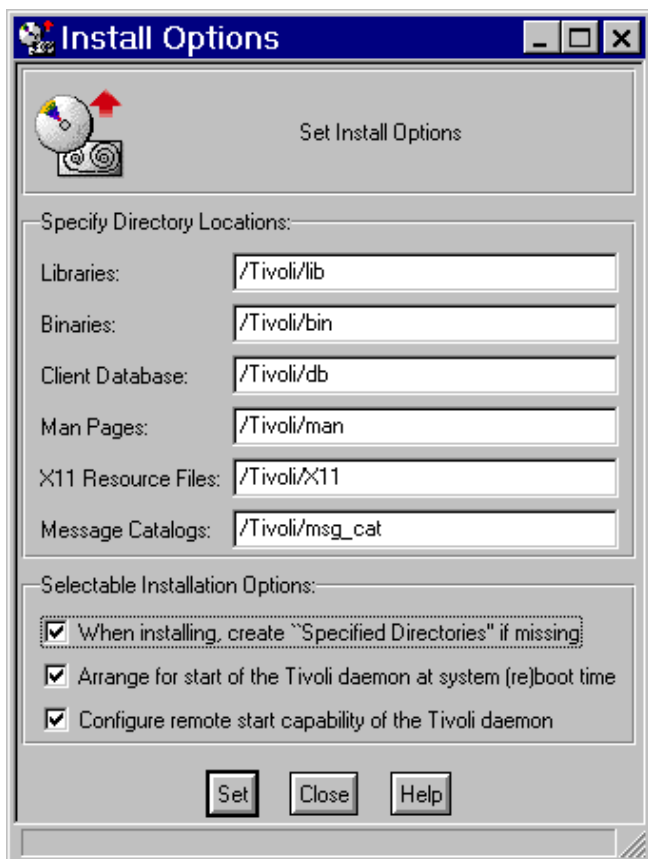 Install Options
Set Install Options
Specify Directory Locations:
Libraries: /Tivoli/lib
Binaries: /Tivoli/bin
Client Database: /Tivoli/db
Man Pages: /Tivoli/man
X11 Resource Files: /Tivoli/X11
Message Catalogs: /Tivoli/msg_cat
Selectable Installation Options:
When installing, create ``Specified Directories'' if missing
Arrange for start of the Tivoli daemon at system (re)boot time
Configure remote start capability of the Tivoli daemon
Set Close Help